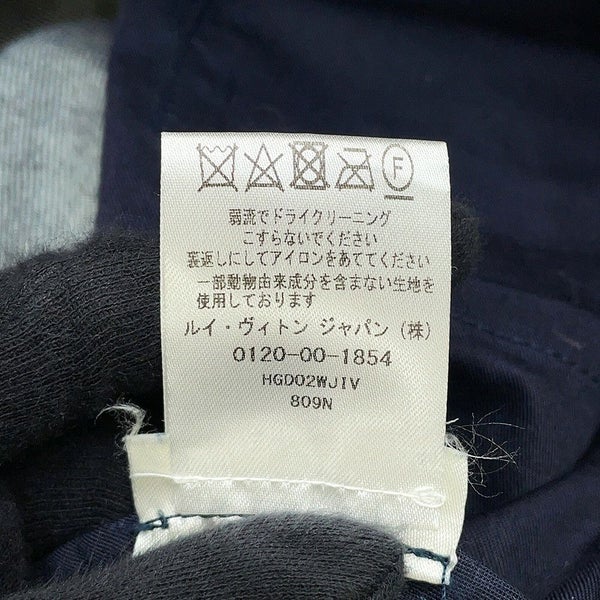 F
弱流でドライクリーニング
こすらないでください
裏返しにしてアイロンをあててください
一部動物由来成分を含まない生地を
使用しております
ルイ・ヴィトン ジャパン（株）
0120-00-1854
HGD02WJIV
809N